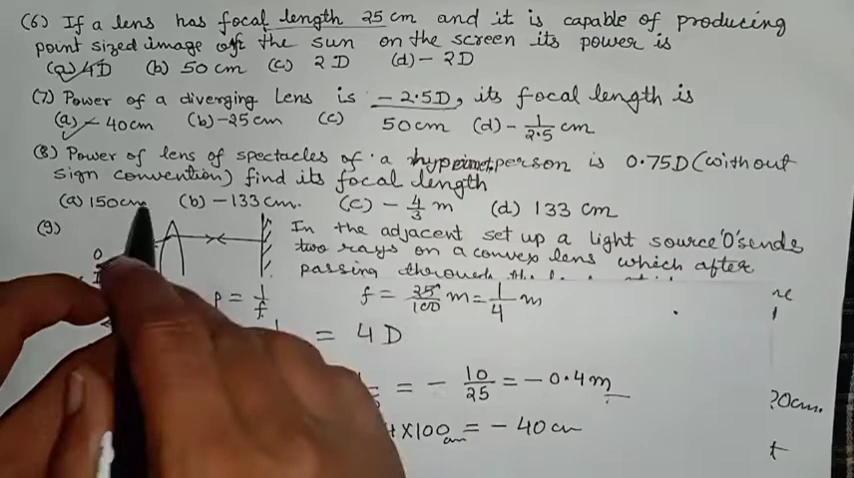 (6) If a lens has focal length 25 cm and it is capable of producing
point sized image of the sun on the screen its power is
(a) 4D (b) 50 cm (c) 2 D (d) - 2D
(7) Power of a diverging Lens is - 2.5D, its focal length is
(a) - 40cm (b) -25 cm (c) 50cm (d) - 1/2.5 cm
(8) Power of lens of spectacles of a person is 0.75D (without
sign convention) find its focal length
(a) 150cm (b) - 133 cm. (c) - 4/3 m (d) 133 cm
(9) In the adjacent set up a light source 'O' sends
two rays on a convex lens which after
passing through
O
P = 1/f f = 25/100 m = 1/4 m
= 4 D
= - 10/25 = - 0.4 m
x100 cm = - 40 cm
20cm.